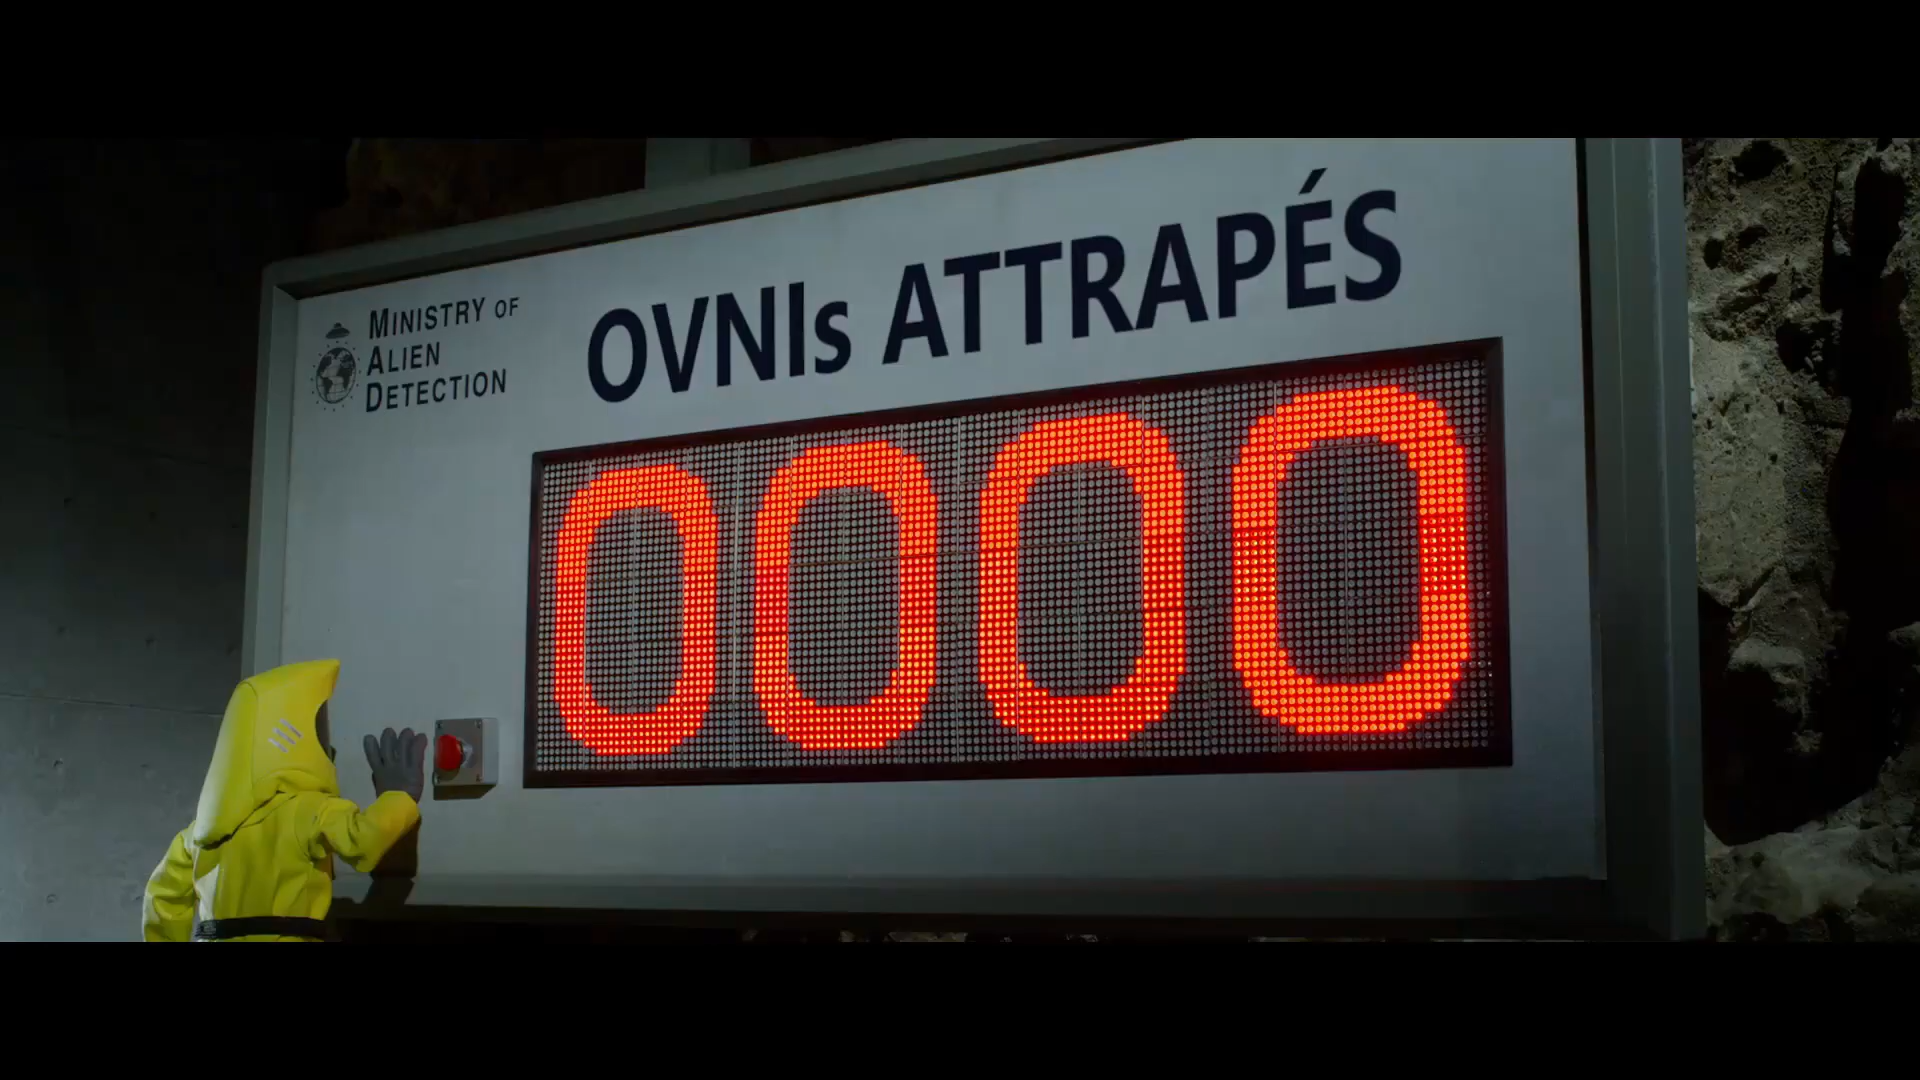 MINISTRY OF
ALIEN
DETECTION
OVNIs ATTRAPÉS
0000